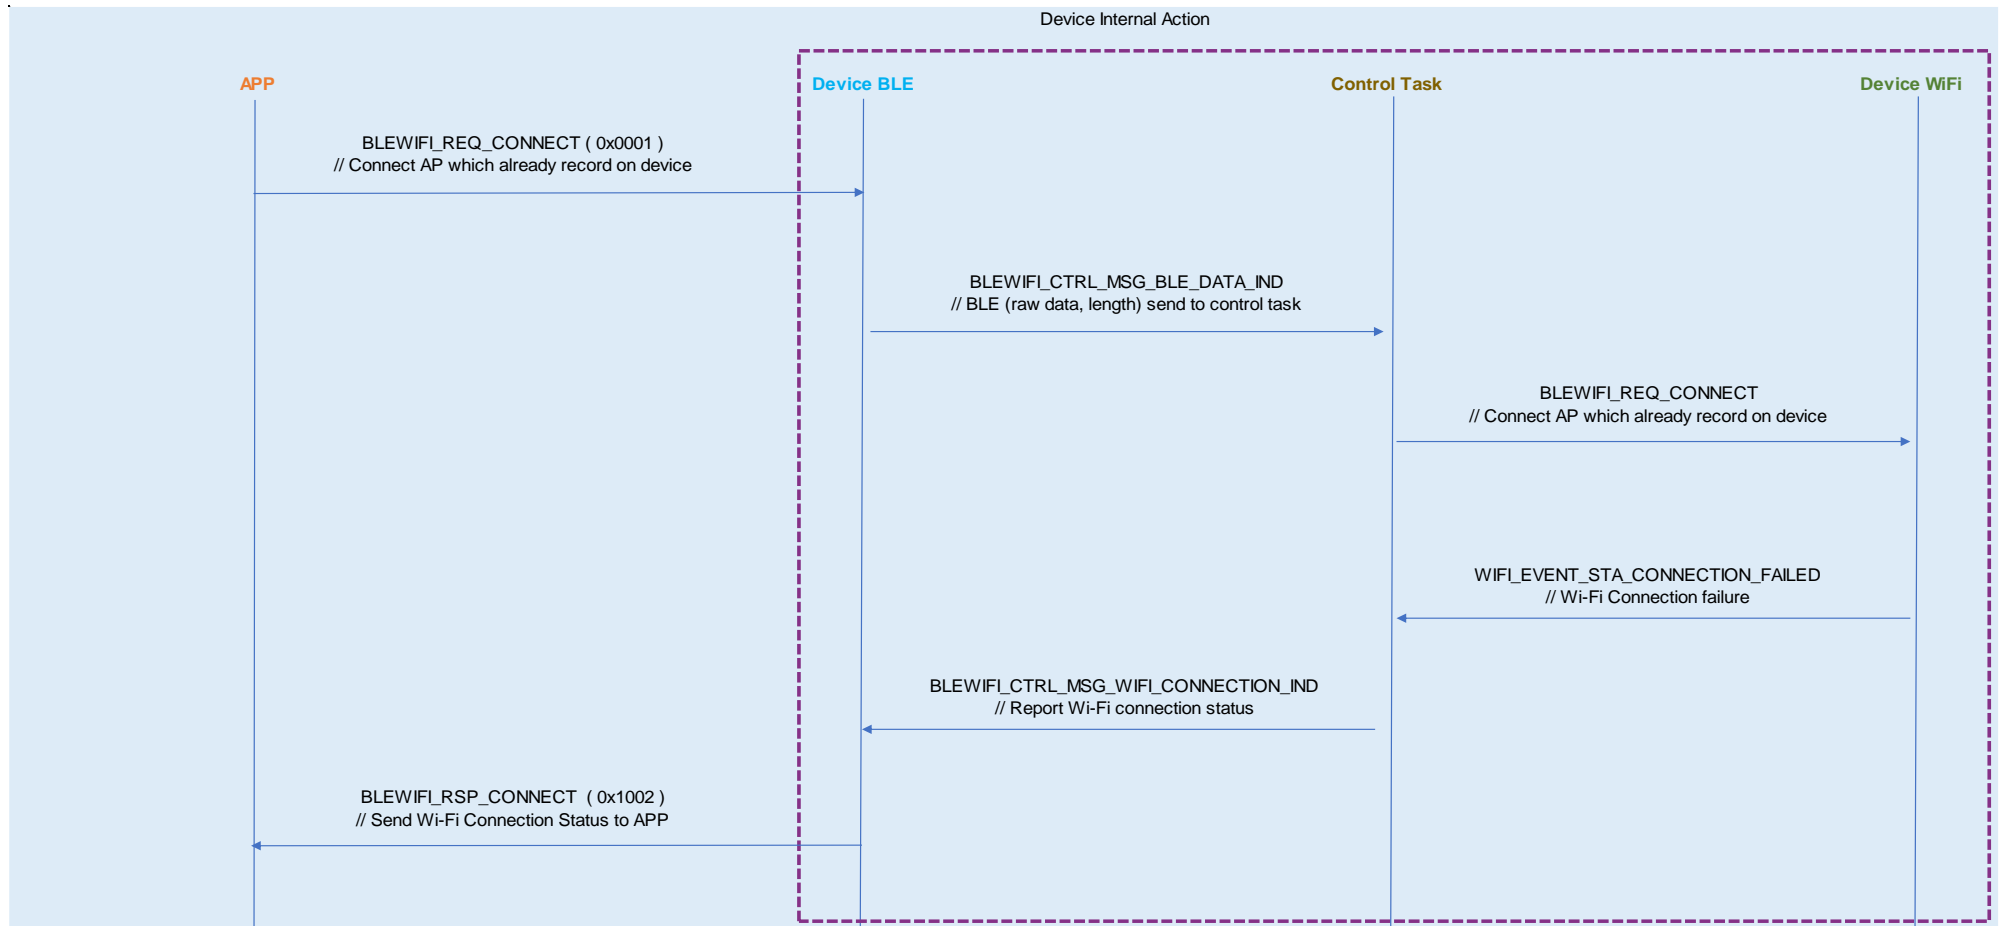 Device Internal Action
APP
Device BLE
Control Task
Device WiFi
BLEWIFI_REQ_CONNECT ( 0x0001 )
// Connect AP which already record on device
BLEWIFI_CTRL_MSG_BLE_DATA_IND
// BLE (raw data, length) send to control task
BLEWIFI_REQ_CONNECT
// Connect AP which already record on device
WIFI_EVENT_STA_CONNECTION_FAILED
// Wi-Fi Connection failure
BLEWIFI_CTRL_MSG_WIFI_CONNECTION_IND
// Report Wi-Fi connection status
BLEWIFI_RSP_CONNECT ( 0x1002 )
// Send Wi-Fi Connection Status to APP